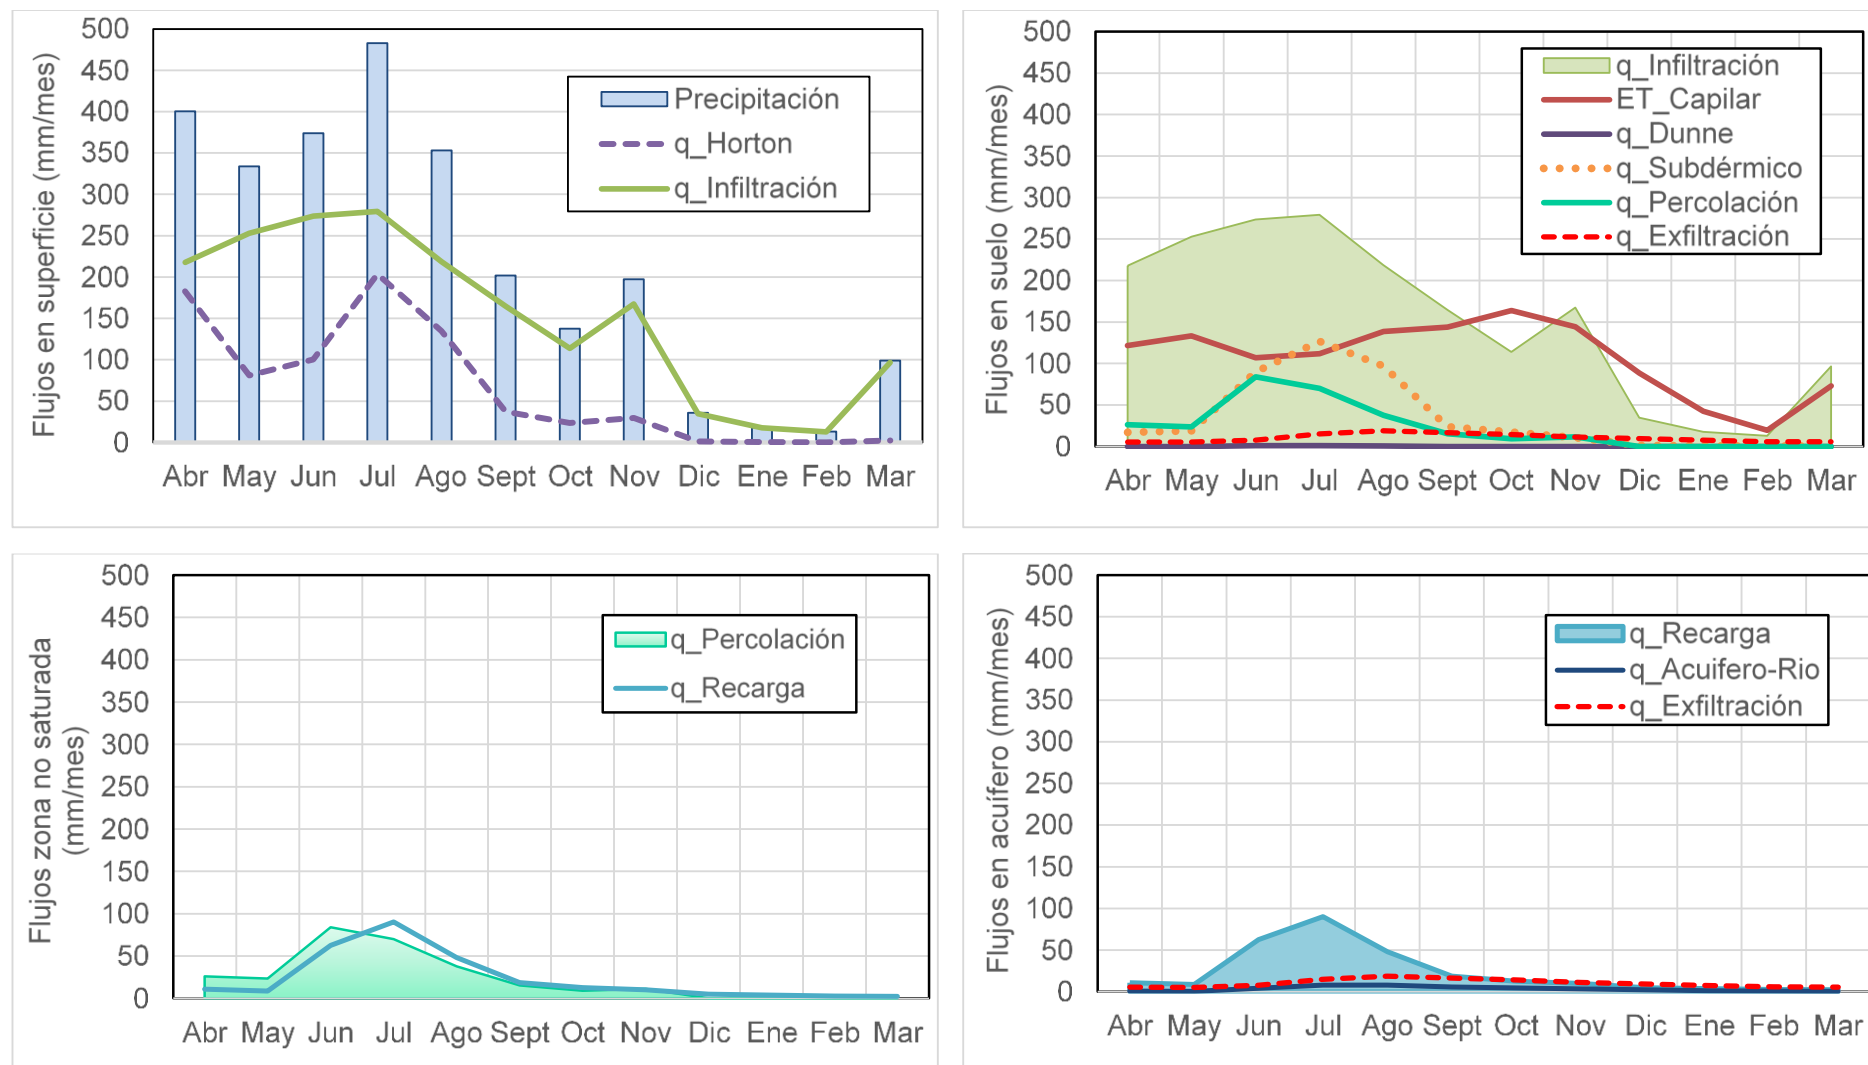 Flujos en superficie (mm/mes)
500
450
400
350
300
250
200
150
100
50
0
Precipitación
q_Horton
q_Infiltración
Abr May Jun Jul Ago Sept Oct Nov Dic Ene Feb Mar
Flujos en suelo (mm/mes)
500
450
400
350
300
250
200
150
100
50
0
q_Infiltración
ET_Capilar
q_Dunne
q_Subdérmico
q_Percolación
q_Exfiltración
Abr May Jun Jul Ago Sept Oct Nov Dic Ene Feb Mar
Flujos zona no saturada
(mm/mes)
500
450
400
350
300
250
200
150
100
50
0
q_Percolación
q_Recarga
Abr May Jun Jul Ago Sept Oct Nov Dic Ene Feb Mar
Flujos en acuífero (mm/mes)
500
450
400
350
300
250
200
150
100
50
0
q_Recarga
q_Acuifero-Rio
q_Exfiltración
Abr May Jun Jul Ago Sept Oct Nov Dic Ene Feb Mar